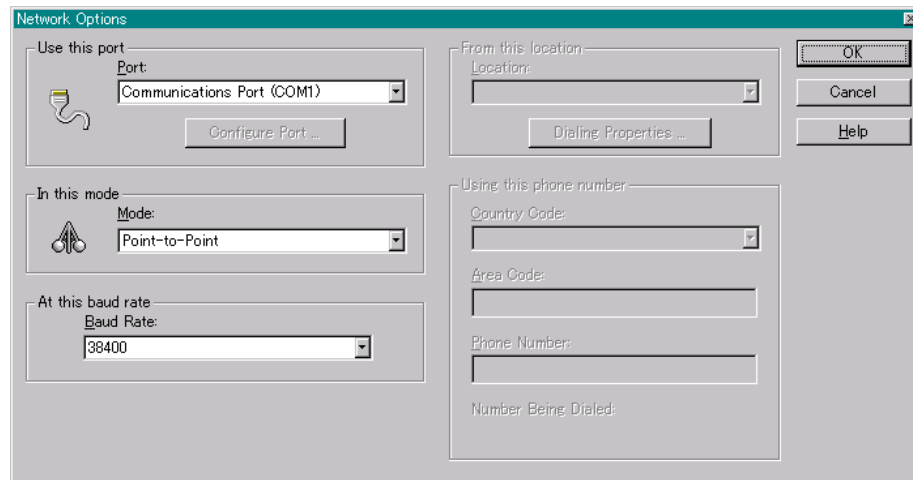 Network Options
Use this port
Port:
Communications Port (COM1)
Configure Port ...
In this mode
Mode:
Point-to-Point
At this baud rate
Baud Rate:
38400
From this location
Location:
Dialing Properties ...
Using this phone number
Country Code:
Area Code:
Phone Number:
Number Being Dialed:
OK
Cancel
Help